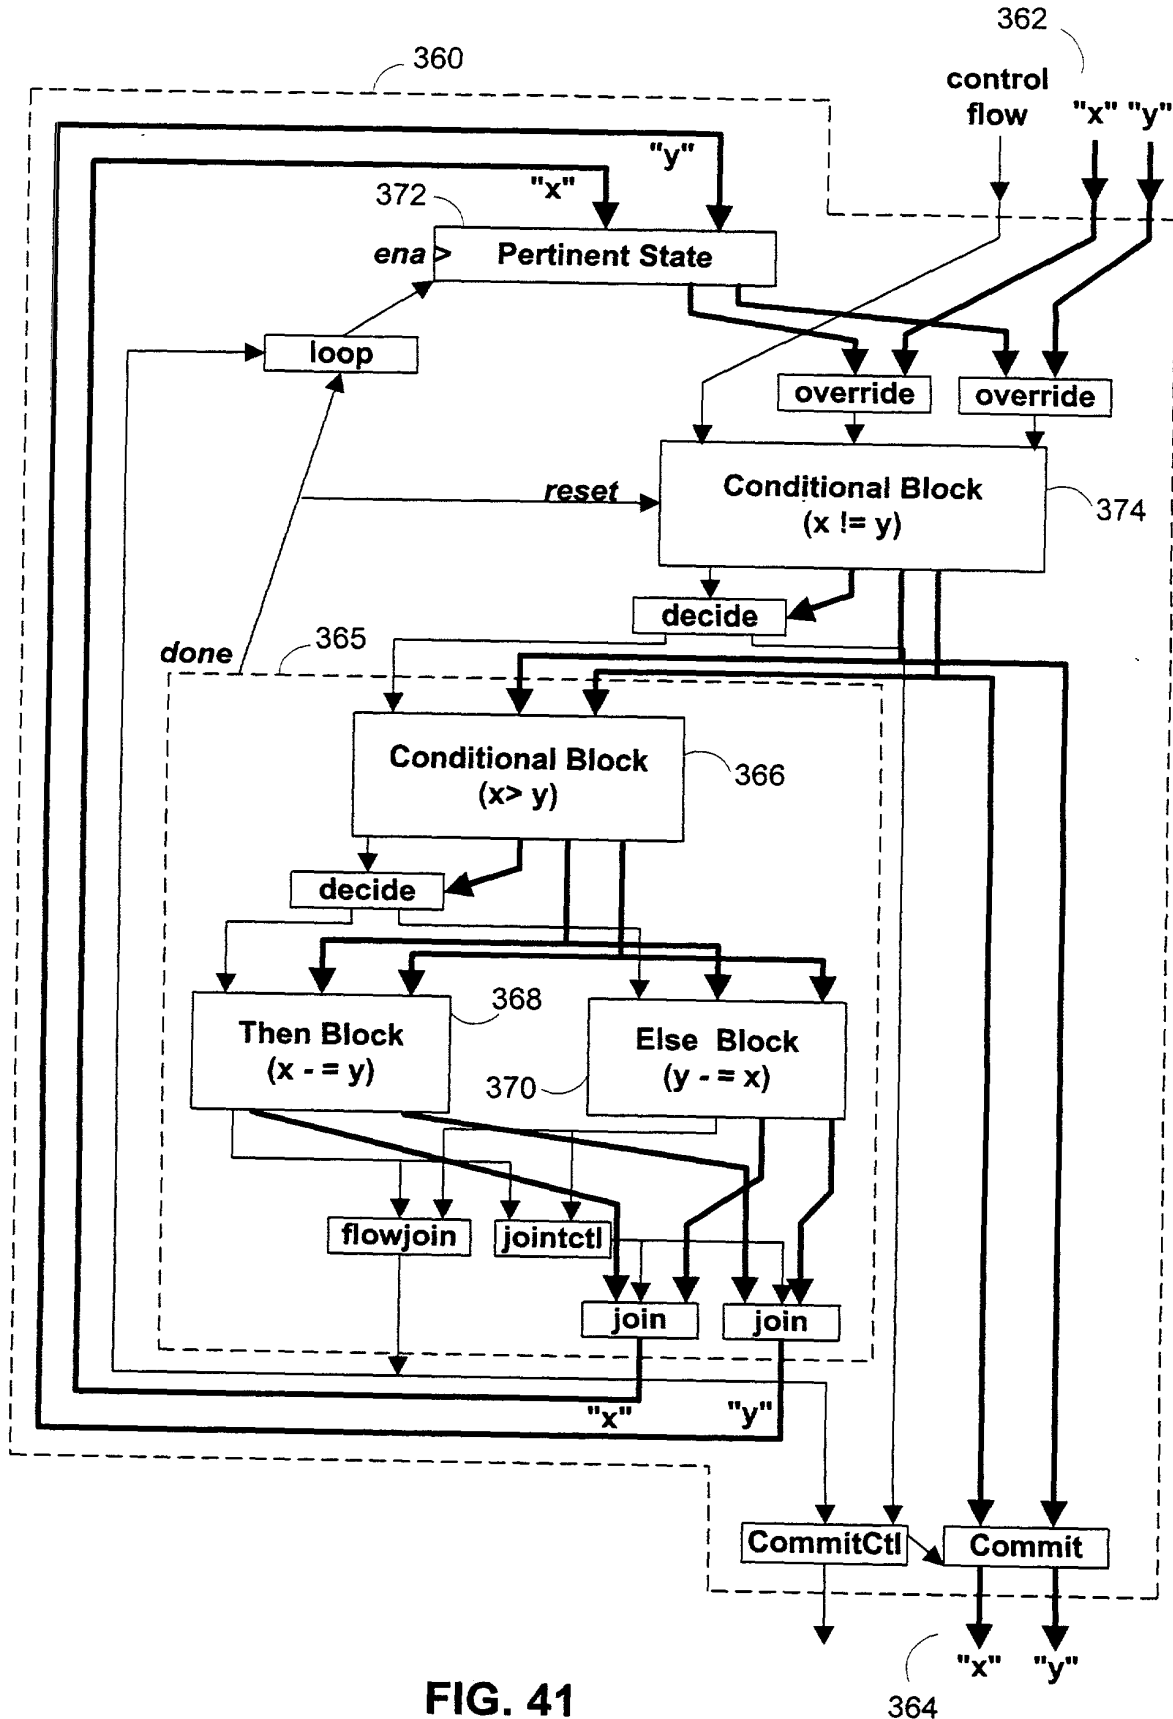 362
360
control
flow
"x"
"y"
"y"
"x"
372
ena >
Pertinent State
loop
override
override
reset
Conditional Block
(x != y)
374
decide
done
365
Conditional Block
(x> y)
366
decide
368
Then Block
(x - = y)
Else Block
(y - = x)
370
flowjoin
jointctl
join
join
"x"
"y"
CommitCtl
Commit
"x"
"y"
364
FIG. 41